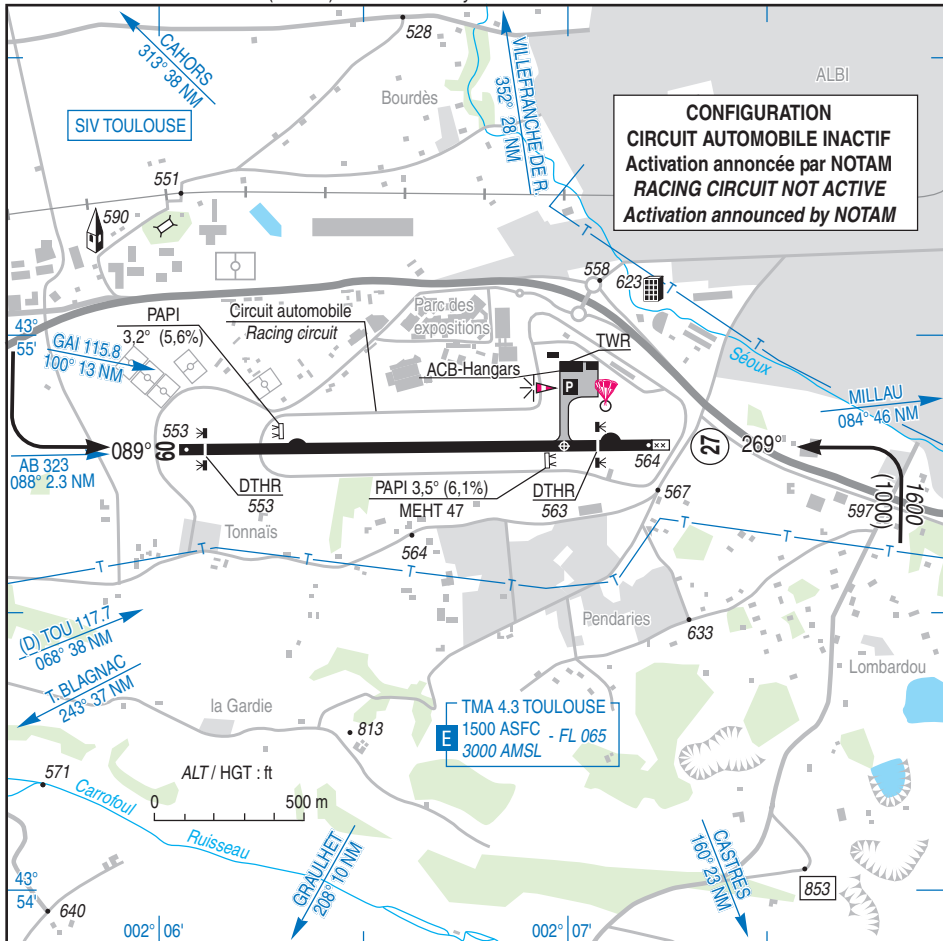 528
CAHORS
313° 38 NM
VILLEFRANCHE DE R.
352° 28 NM
ALBI
Bourdès
SIV TOULOUSE
CONFIGURATION
CIRCUIT AUTOMOBILE INACTIF
Activation annoncée par NOTAM
RACING CIRCUIT NOT ACTIVE
Activation announced by NOTAM
551
590
T
558
623
T
43°
55'
PAPI
3,2° (5,6%)
Circuit automobile
Racing circuit
Parc des
expositions
TWR
Séoux
GAI 115.8
100° 13 NM
ACB-Hangars
P
MILLAU
084° 46 NM
089°
09
553
564
27
269°
AB 323
088° 2.3 NM
DTHR
553
PAPI 3,5° (6,1%)
MEHT 47
DTHR
563
567
597
1600
(1000)
Tonnaïs
564
T
T
T
T
T
T
T
T
Pendaries
633
(D) TOU 117.7
068° 38 NM
T. BLAGNAC
243° 37 NM
Lombardou
la Gardie
813
E
TMA 4.3 TOULOUSE
1500 ASFC - FL 065
3000 AMSL
571
ALT / HGT : ft
0 500 m
Carrofoul
Ruisseau
GRAULHET
208° 10 NM
CASTRES
160° 23 NM
853
43°
54'
640
002° 06'
002° 07'